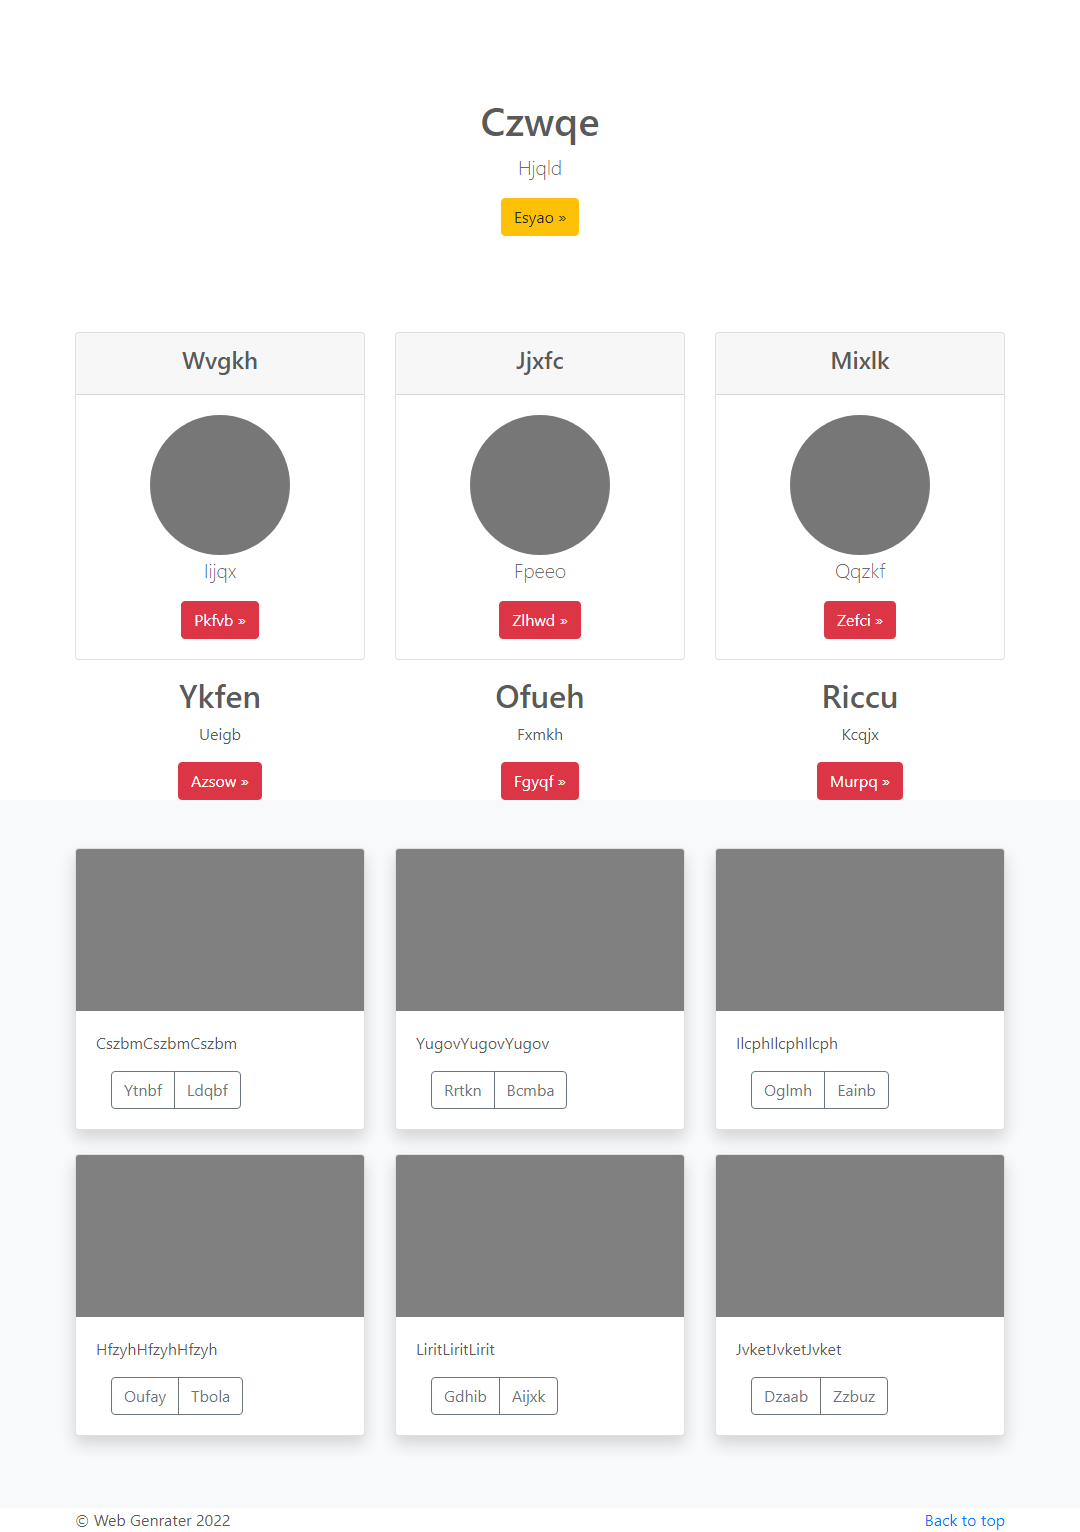 Czwqe
Hjqld
Esyao »
Wvgkh
Iijqx
Pkfvb »
Jjxfc
Fpeeo
Zlhwd »
Mixlk
Qqzkf
Zefci »
Ykfen
Ueigb
Azsow »
Ofueh
Fxmkh
Fgyqf »
Riccu
Kcqjx
Murpq »
CszbmCszbmCszbm
Ytnbf Ldqbf
YugovYugovYugov
Rrtkn Bcmba
IlcphIlcphIlcph
Oglmh Eainb
HfzyhHfzyhHfzyh
Oufay Tbola
LiritLiritLirit
Gdhib Aijxk
JvketJvketJvket
Dzaab Zzbuz
© Web Genrater 2022
Back to top